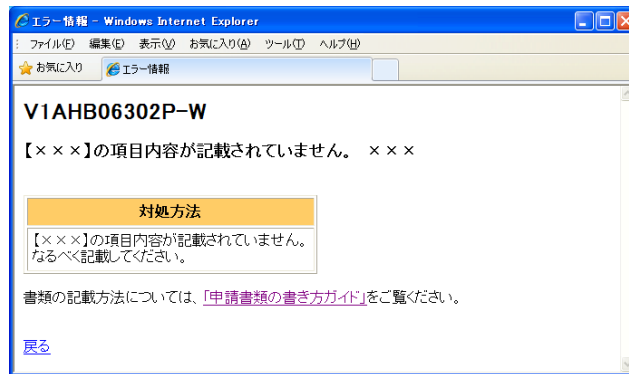 エラー情報 - Windows Internet Explorer
ファイル(F) 編集(E) 表示(V) お気に入り(A) ツール(T) ヘルプ(H)
お気に入り エラー情報
V1AHB06302P-W
【×××】の項目内容が記載されていません。 ×××
対処方法
【×××】の項目内容が記載されていません。
なるべく記載してください。
書類の記載方法については、「申請書類の書き方ガイド」をご覧ください。
戻る